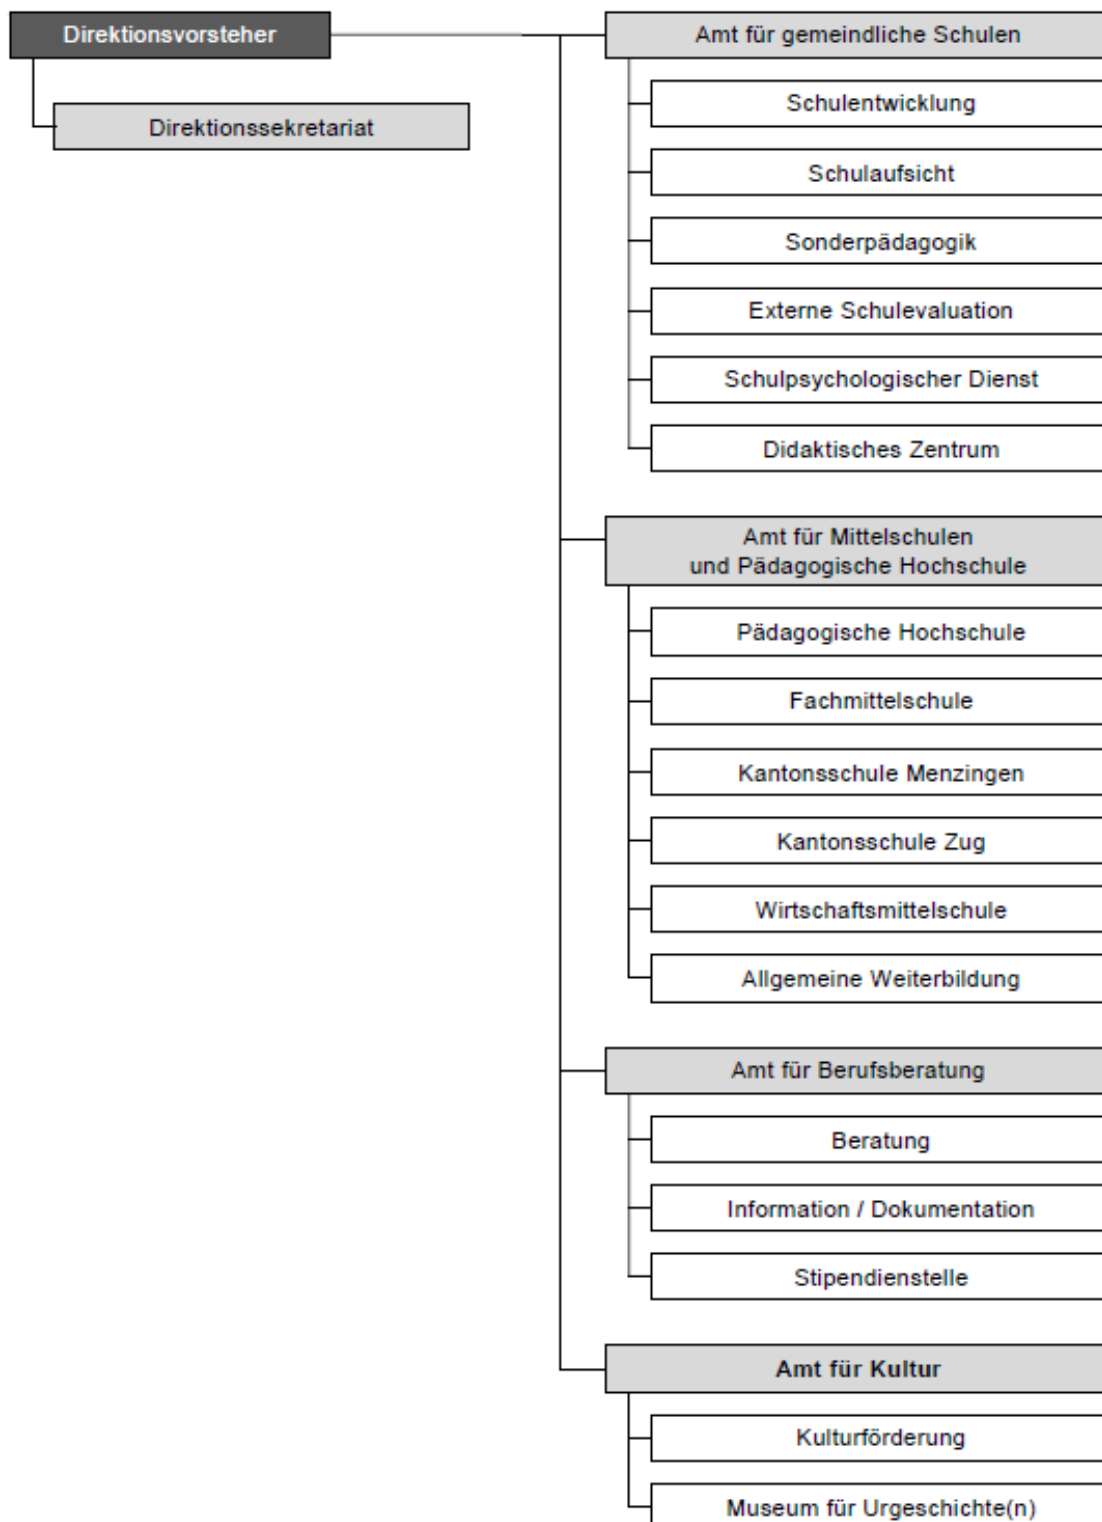 Direktionsvorsteher
Direktionssekretariat
Amt für gemeindliche Schulen
Schulentwicklung
Schulaufsicht
Sonderpädagogik
Externe Schulevaluation
Schulpsychologischer Dienst
Didaktisches Zentrum
Amt für Mittelschulen
und Pädagogische Hochschule
Pädagogische Hochschule
Fachmittelschule
Kantonsschule Menzingen
Kantonsschule Zug
Wirtschaftsmittelschule
Allgemeine Weiterbildung
Amt für Berufsberatung
Beratung
Information / Dokumentation
Stipendienstelle
Amt für Kultur
Kulturförderung
Museum für Urgeschichte(n)